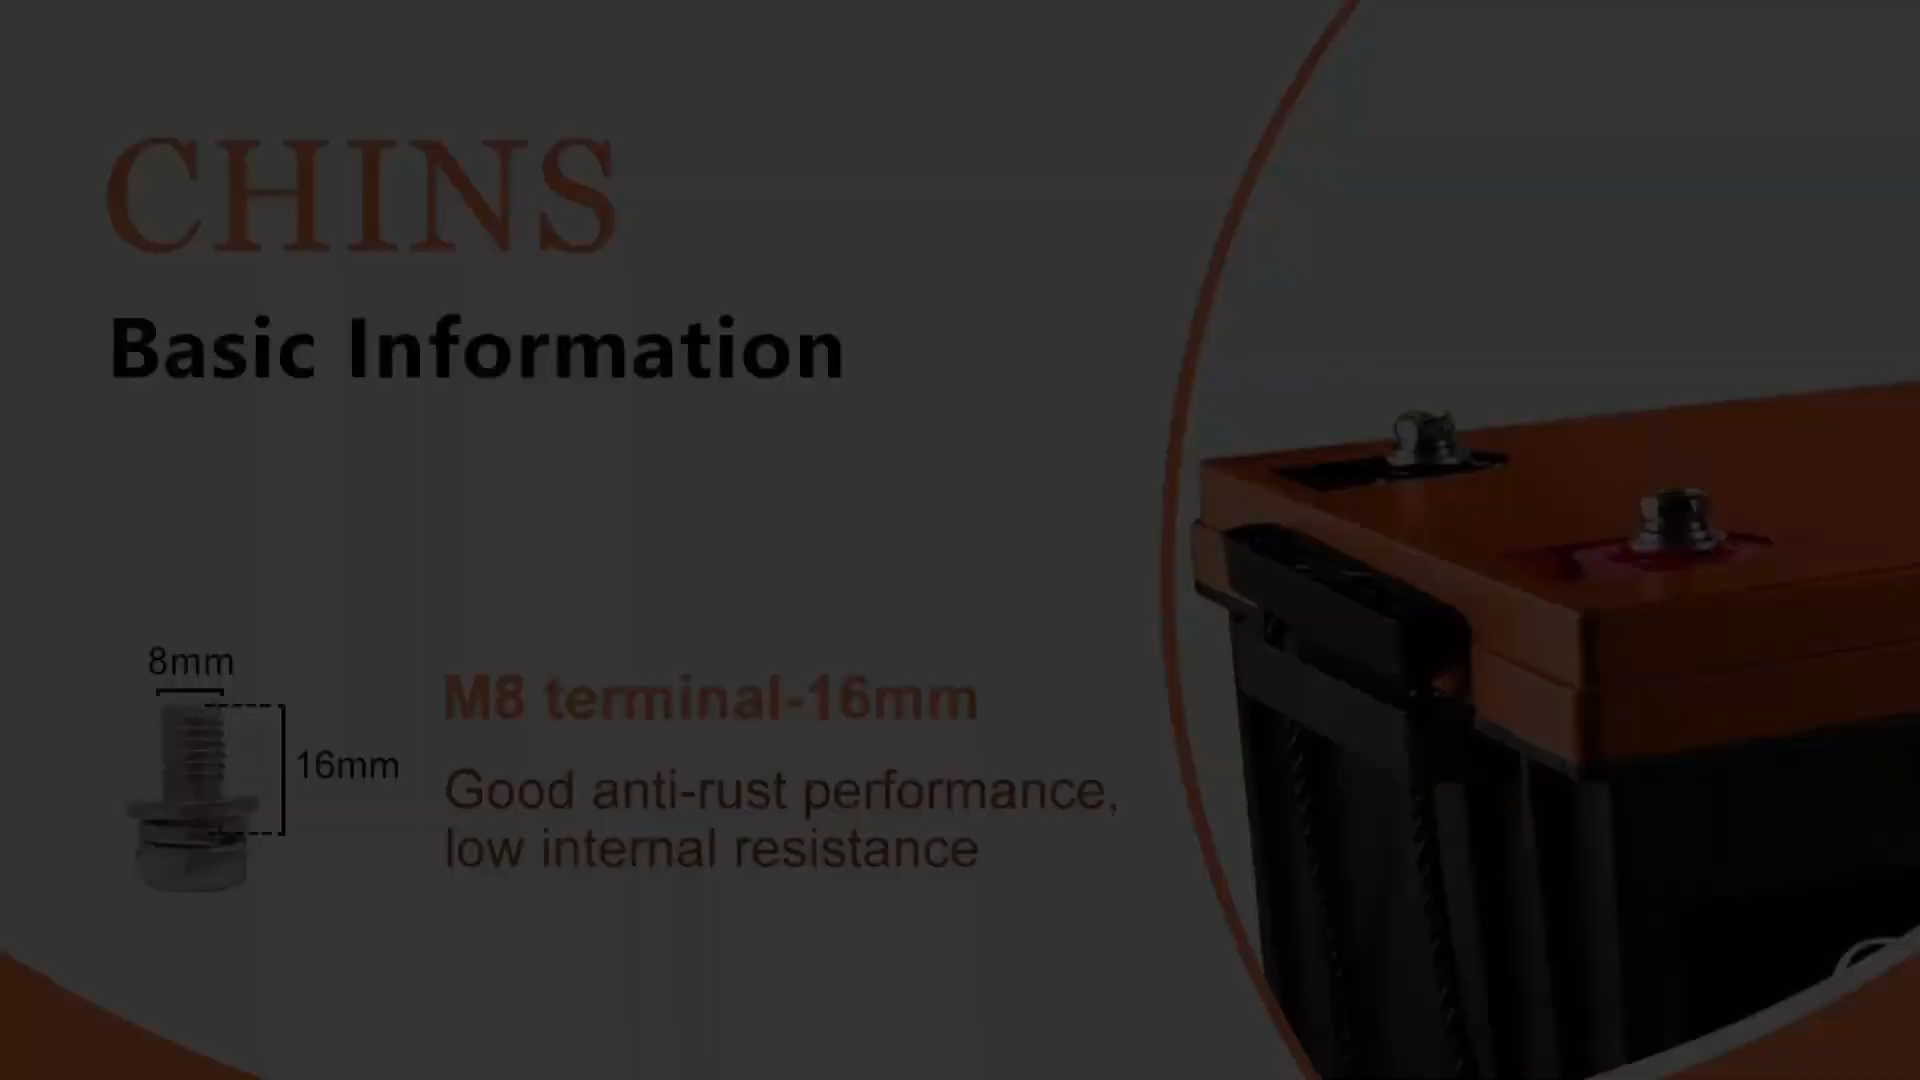 CHINS
Basic Information
8mm
16mm
M8 terminal-16mm
Good anti-rust performance,
low internal resistance